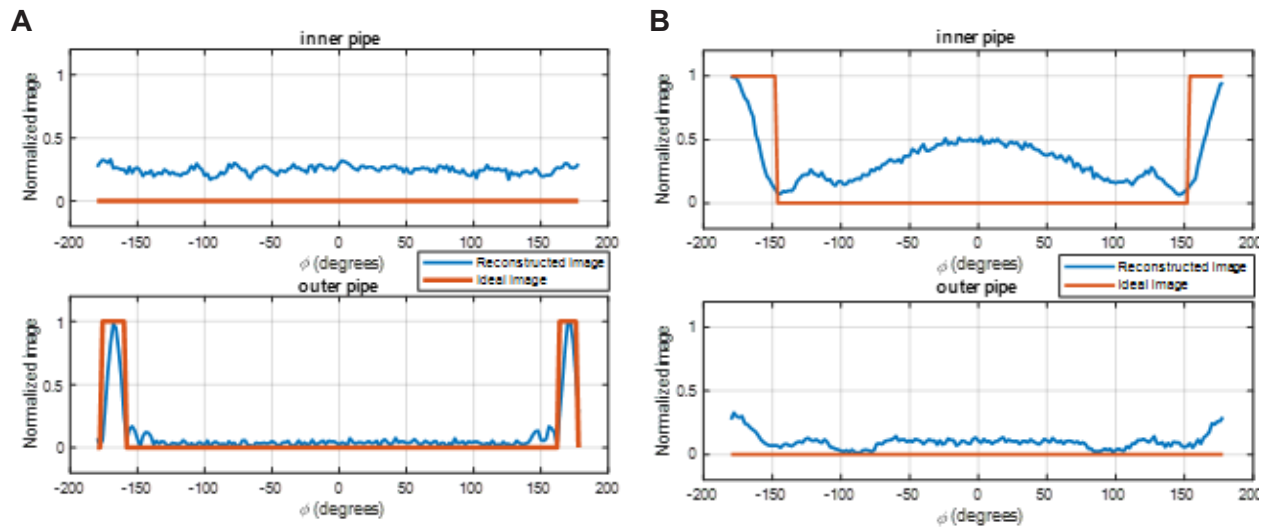 A
inner pipe
Normalized image
1
0.5
0
-200 -150 -100 -50 0 50 100 150 200
ϕ (degrees)
Reconstructed Image
Ideal Image
outer pipe
Normalized image
1
0.5
0
-200 -150 -100 -50 0 50 100 150 200
ϕ (degrees)
B
inner pipe
Normalized image
1
0.5
0
-200 -150 -100 -50 0 50 100 150 200
ϕ (degrees)
Reconstructed Image
Ideal Image
outer pipe
Normalized image
1
0.5
0
-200 -150 -100 -50 0 50 100 150 200
ϕ (degrees)